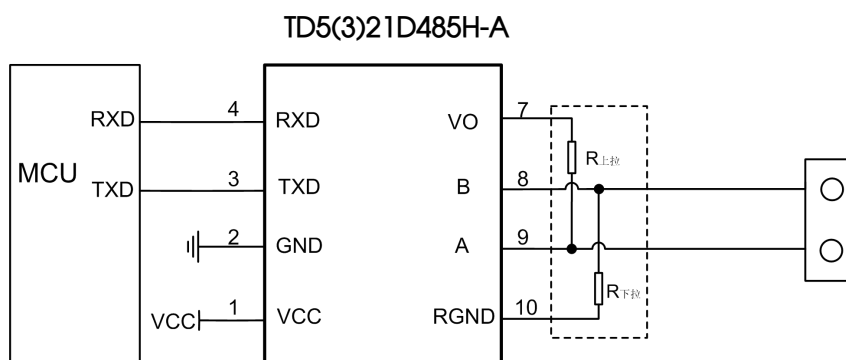 TD5(3)21D485H-A
MCU
RXD
TXD
4
3
2
1
RXD
TXD
GND
VCC
VCC
VO
B
A
RGND
7
8
9
10
R上拉
R下拉